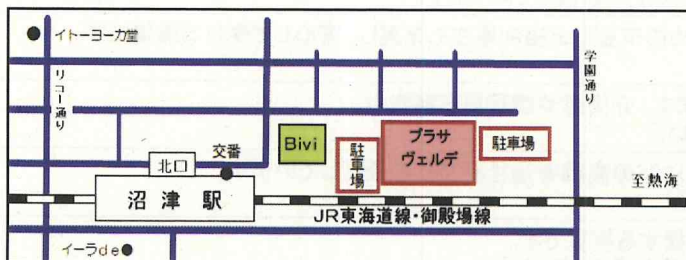 イトーヨーカ堂
リコー通り
学園通り
Bivi
プラサ
ヴェルデ
駐車場
駐車場
北口
交番
沼津駅
至熱海
JR東海道線・御殿場線
イーラde